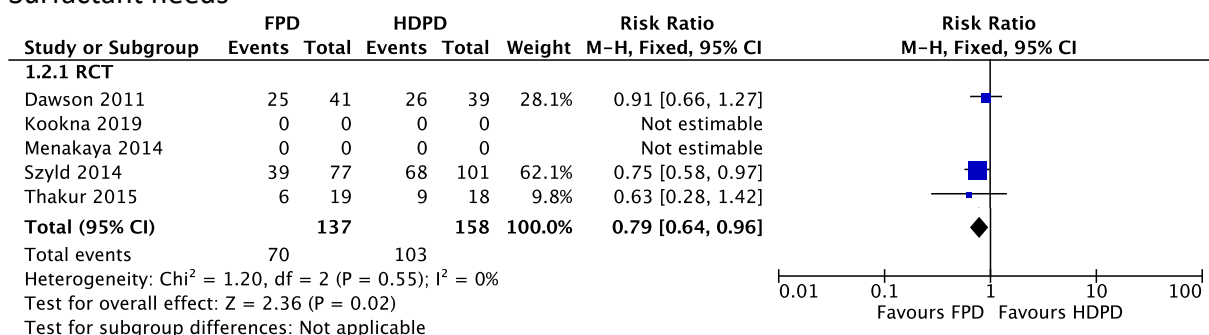 Surfactant needs
FPD HDPD Risk Ratio Risk Ratio
Study or Subgroup Events Total Events Total Weight M-H, Fixed, 95% CI M-H, Fixed, 95% CI
1.2.1 RCT
Dawson 2011 25 41 26 39 28.1% 0.91 [0.66, 1.27]
Kookna 2019 0 0 0 0 Not estimable
Menakaya 2014 0 0 0 0 Not estimable
Szyld 2014 39 77 68 101 62.1% 0.75 [0.58, 0.97]
Thakur 2015 6 19 9 18 9.8% 0.63 [0.28, 1.42]
Total (95% CI) 137 158 100.0% 0.79 [0.64, 0.96]
Total events 70 103
Heterogeneity: Chi² = 1.20, df = 2 (P = 0.55); I² = 0%
Test for overall effect: Z = 2.36 (P = 0.02)
Test for subgroup differences: Not applicable
0.01 0.1 1 10 100
Favours FPD Favours HDPD